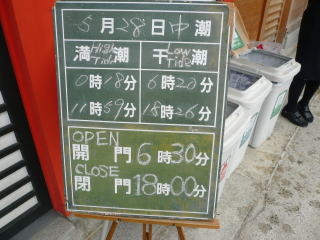 5月28日中潮
満潮 High Tide 干潮 Low Tide
0時18分 6時20分
11時59分 18時26分
OPEN
開門 6時30分
CLOSE
閉門 18時00分